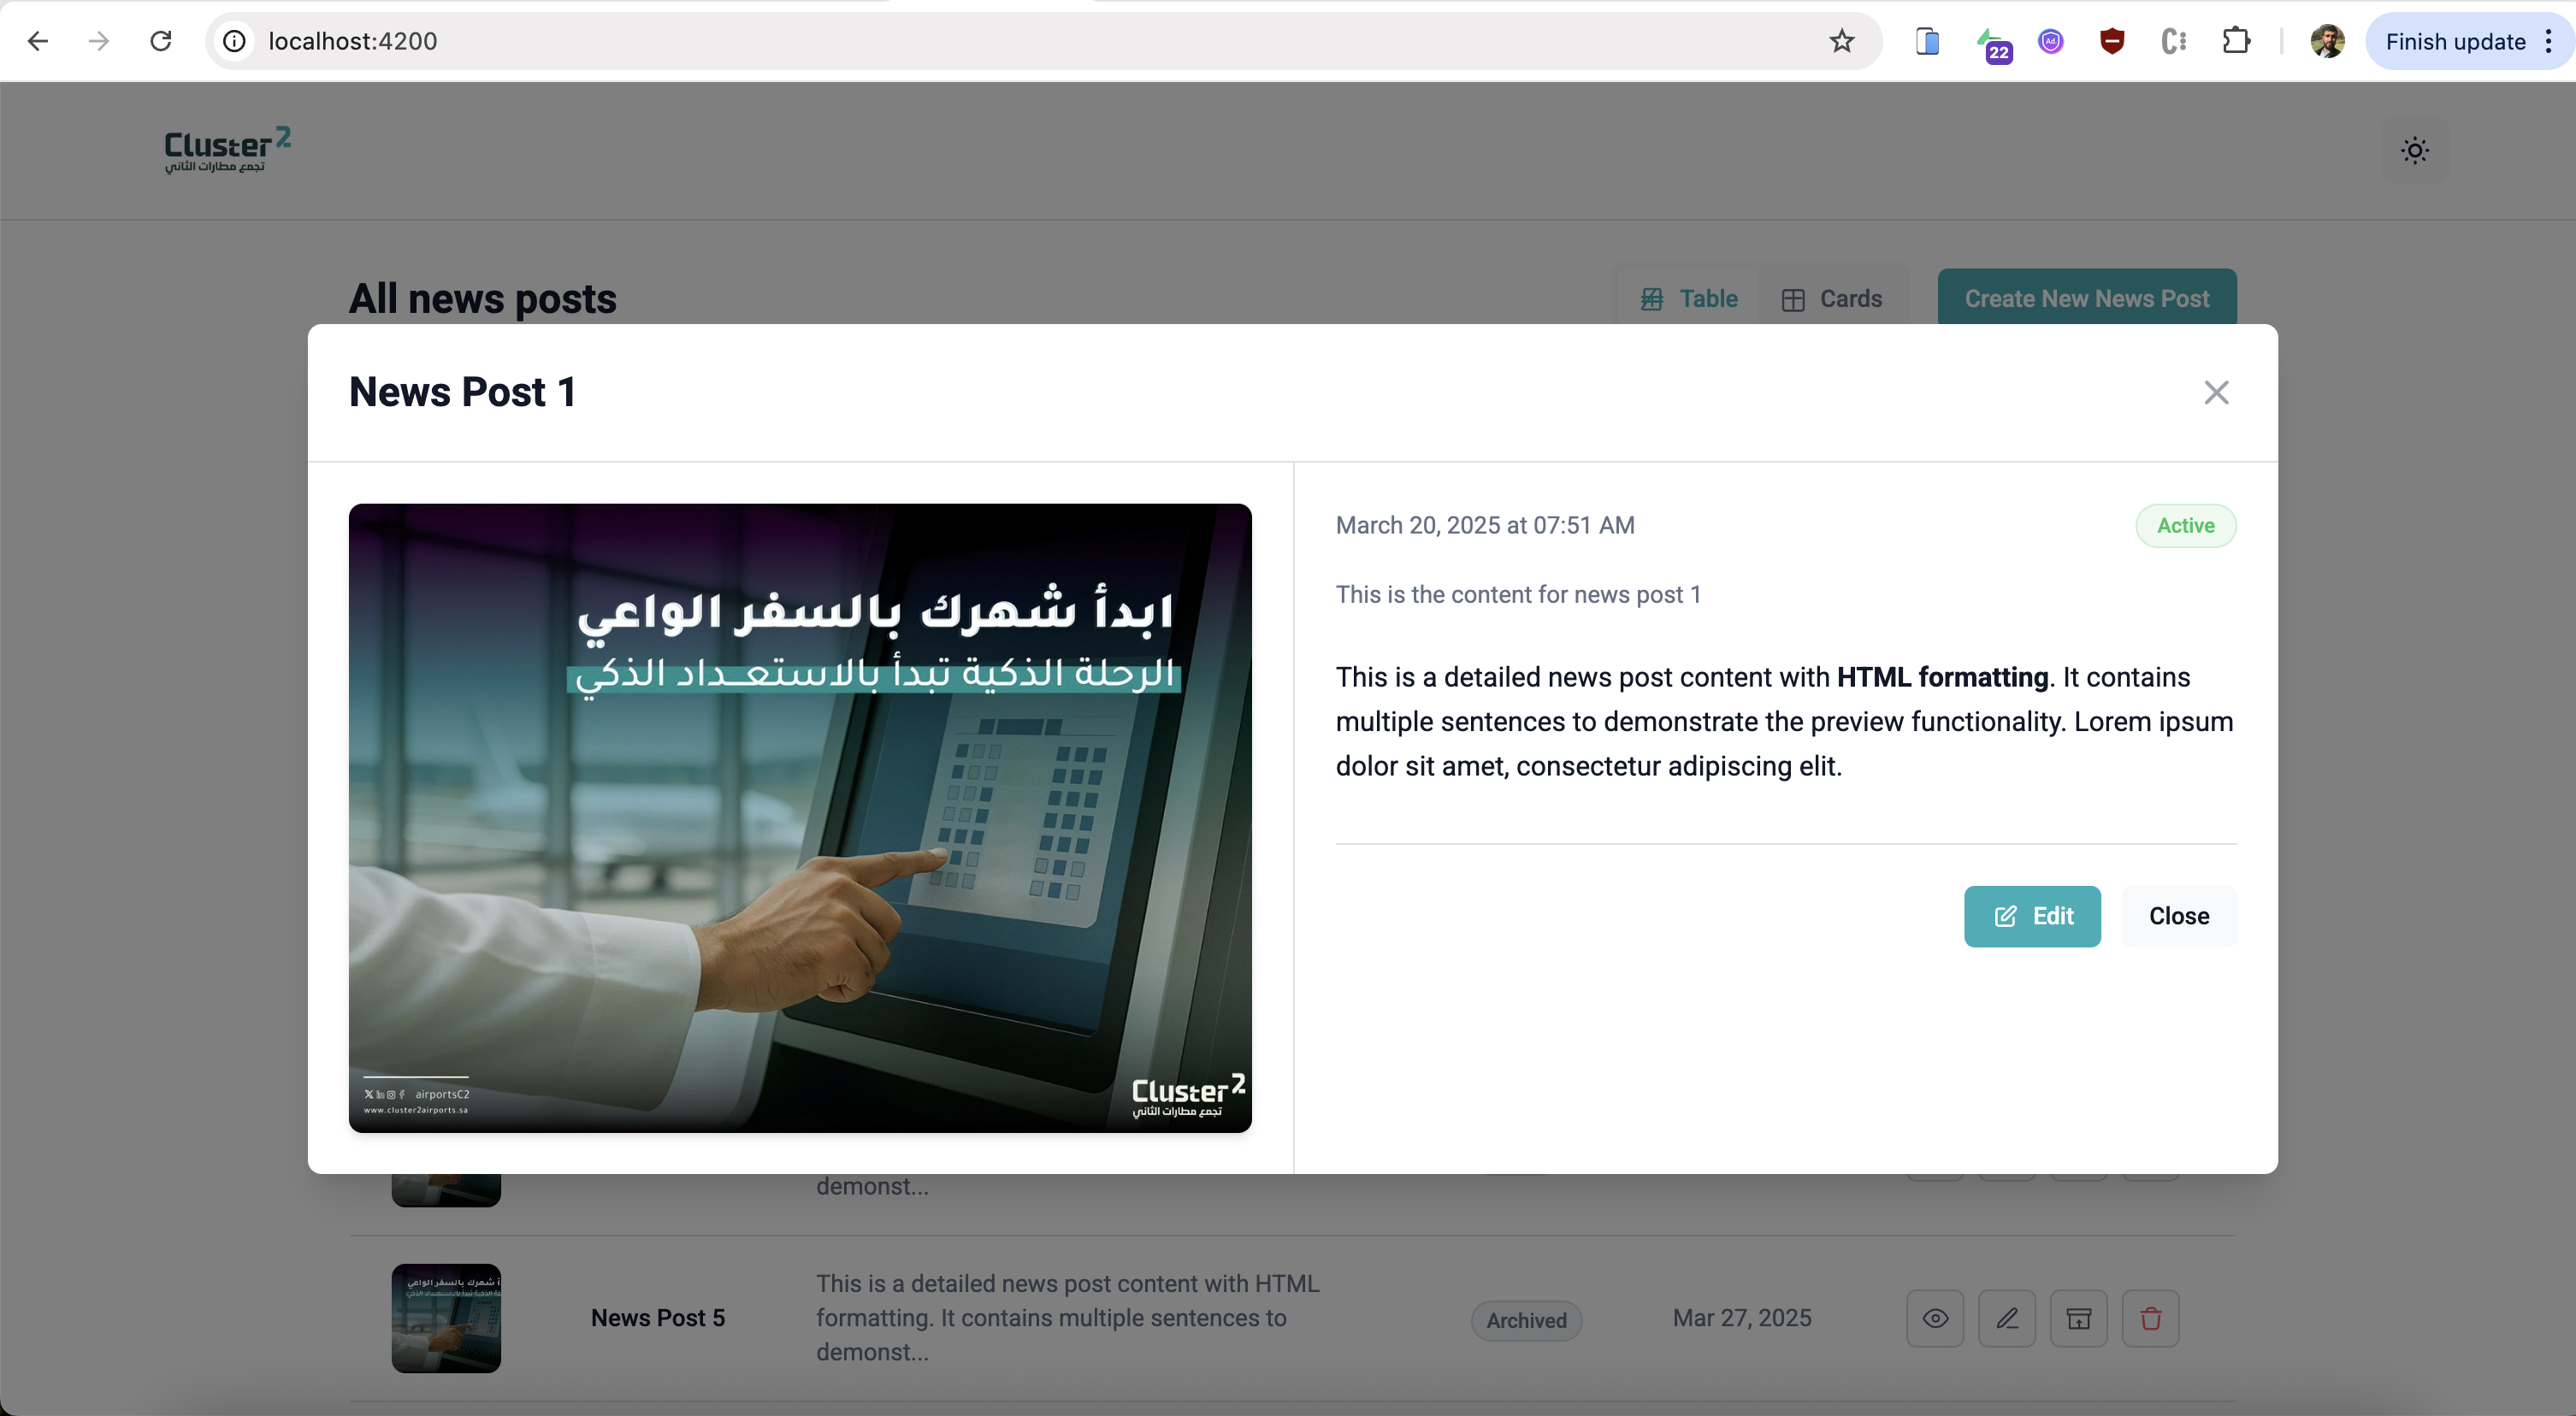 localhost:4200
22
Finish update
Cluster2
تجمع مطارات الثاني
All news posts
Table
Cards
Create New News Post
News Post 1
ابدأ شهرك بالسفر الواعي
الرحلة الذكية تبدأ بالاستعـداد الذكي
airportsC2
www.cluster2airports.sa
Cluster2
تجمع مطارات الثاني
March 20, 2025 at 07:51 AM
Active
This is the content for news post 1
This is a detailed news post content with HTML formatting. It contains
multiple sentences to demonstrate the preview functionality. Lorem ipsum
dolor sit amet, consectetur adipiscing elit.
Edit
Close
demonst...
News Post 5
This is a detailed news post content with HTML
formatting. It contains multiple sentences to
demonst...
Archived
Mar 27, 2025